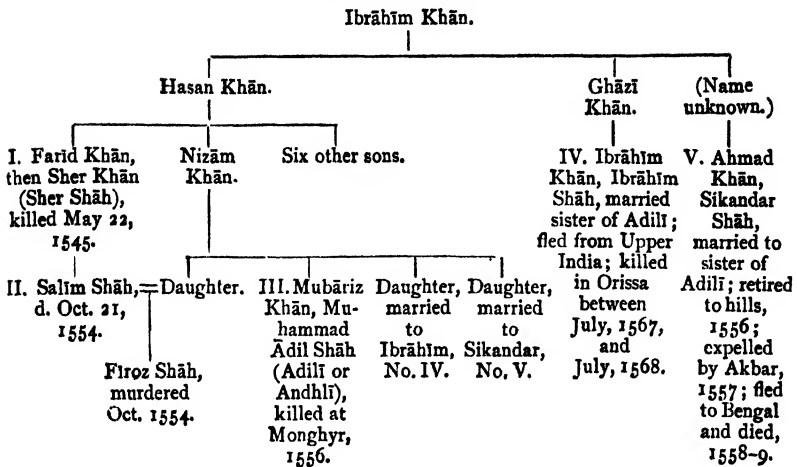 Ibrāhīm Khān.
Hasan Khān.
Ghāzī
Khān.
(Name
unknown.)
I. Farīd Khān,
then Sher Khān
(Sher Shāh),
killed May 22,
1545.
Nizām
Khān.
Six other sons.
IV. Ibrāhīm
Khān, Ibrāhīm
Shāh, married
sister of Adilī;
fled from Upper
India; killed
in Orissa
between
July, 1567,
and
July, 1568.
V. Ahmad
Khān,
Sikandar
Shāh,
married to
sister of
Adilī; retired
to hills,
1556;
expelled
by Akbar,
1557; fled
to Bengal
and died,
1558–9.
II. Salīm Shāh,
d. Oct. 21,
1554.
=Daughter.
III. Mubāriz
Khān, Mu-
hammad
Ādil Shāh
(Adilī or
Andhlī),
killed at
Monghyr,
1556.
Daughter,
married
to
Ibrāhīm,
No. IV.
Daughter,
married
to
Sikandar,
No. V.
Fīroz Shāh,
murdered
Oct. 1554.